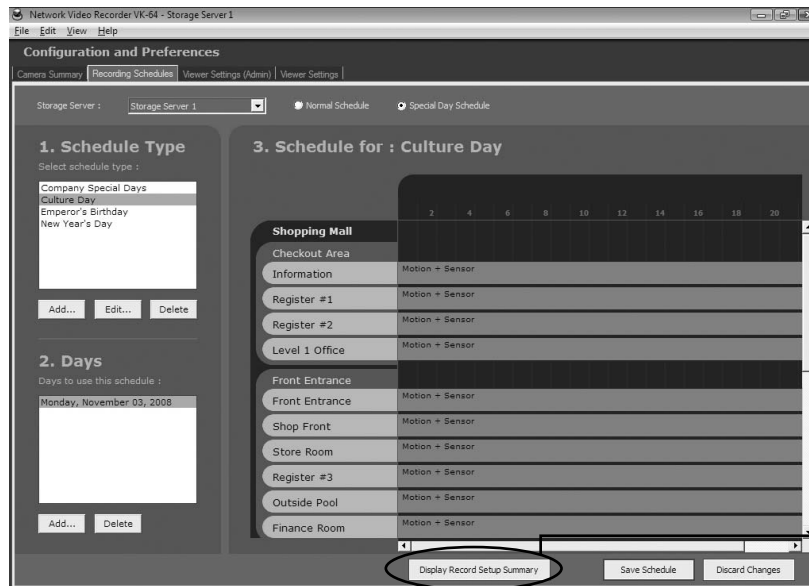 Network Video Recorder VK-64 - Storage Server 1
File Edit View Help
Configuration and Preferences
Camera Summary Recording Schedules Viewer Settings (Admin) Viewer Settings
Storage Server : Storage Server 1 Normal Schedule Special Day Schedule
1. Schedule Type
Select schedule type :
Company Special Days
Culture Day
Emperor's Birthday
New Year's Day
Add... Edit... Delete
2. Days
Days to use this schedule :
Monday, November 03, 2008
Add... Delete
3. Schedule for : Culture Day
2 4 6 8 10 12 14 16 18 20
Shopping Mall
Checkout Area
Information Motion + Sensor
Register #1 Motion + Sensor
Register #2 Motion + Sensor
Level 1 Office Motion + Sensor
Front Entrance
Front Entrance Motion + Sensor
Shop Front Motion + Sensor
Store Room Motion + Sensor
Register #3 Motion + Sensor
Outside Pool Motion + Sensor
Finance Room Motion + Sensor
Display Record Setup Summary Save Schedule Discard Changes